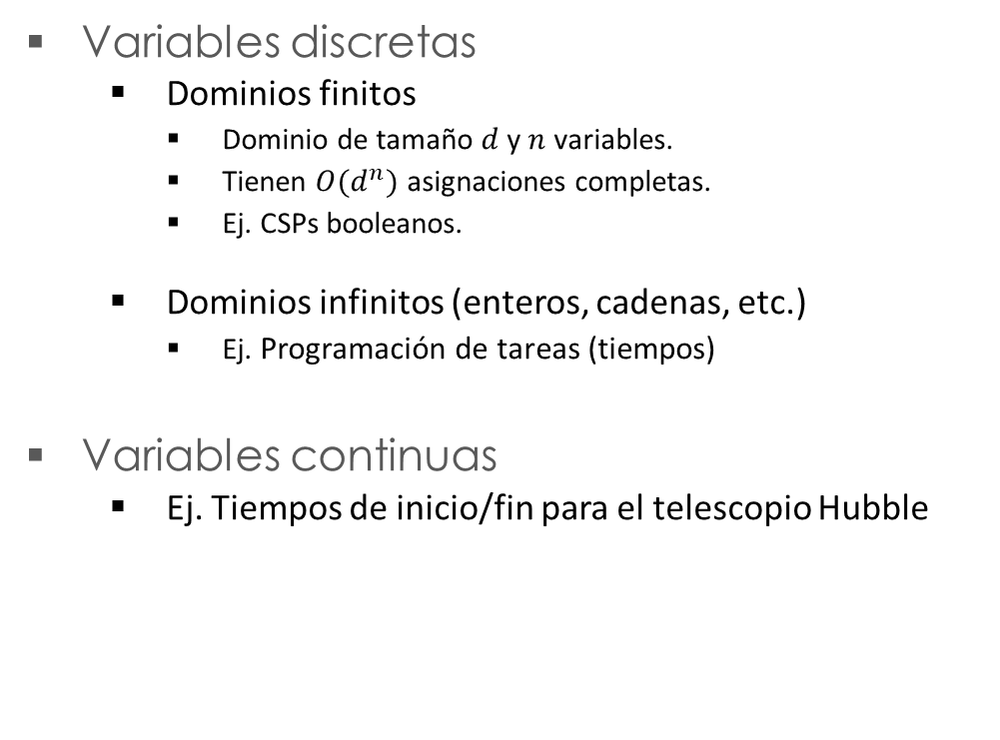 ▪ Variables discretas
▪ Dominios finitos
▪ Dominio de tamaño 𝑑 y 𝑛 variables.
▪ Tienen 𝑂(𝑑ⁿ) asignaciones completas.
▪ Ej. CSPs booleanos.
▪ Dominios infinitos (enteros, cadenas, etc.)
▪ Ej. Programación de tareas (tiempos)
▪ Variables continuas
▪ Ej. Tiempos de inicio/fin para el telescopio Hubble